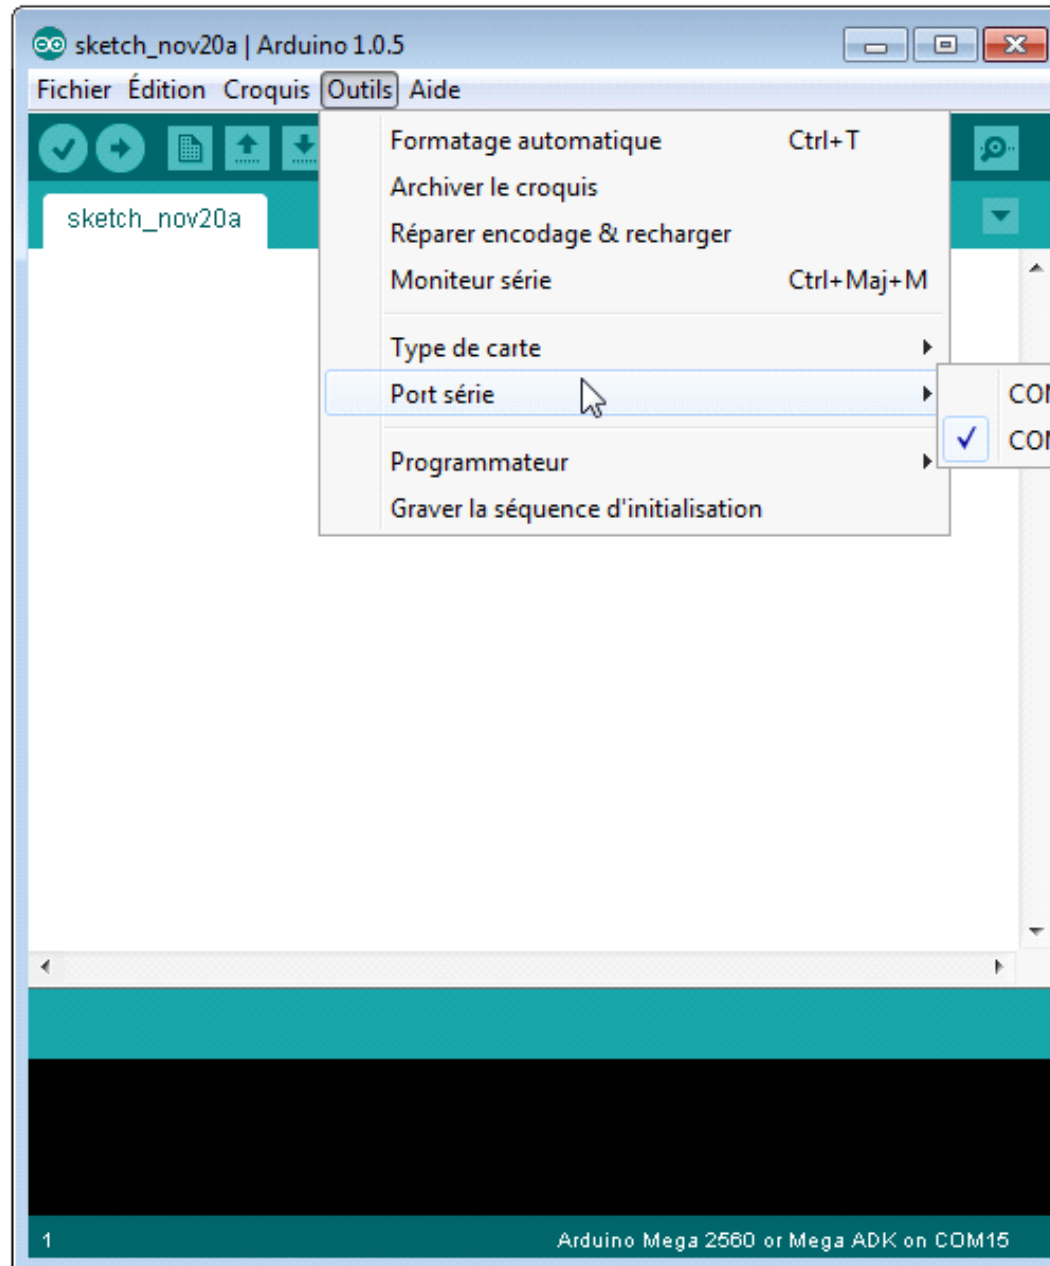 sketch_nov20a | Arduino 1.0.5
Fichier Édition Croquis Outils Aide
sketch_nov20a
Formatage automatique Ctrl+T
Archiver le croquis
Réparer encodage & recharger
Moniteur série Ctrl+Maj+M
Type de carte
Port série
Programmateur
Graver la séquence d'initialisation
1 Arduino Mega 2560 or Mega ADK on COM15